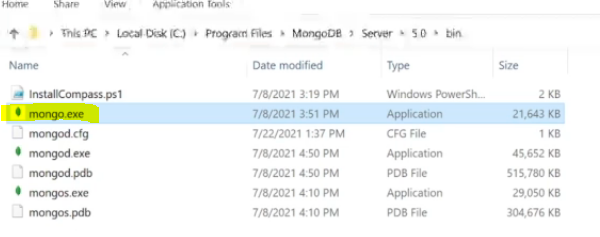 Home Share View Application Tools
This PC > Local Disk (C:) > Program Files > MongoDB > Server > 5.0 > bin
Name Date modified Type Size
InstallCompass.ps1 7/8/2021 3:19 PM Windows PowerSh... 2 KB
mongo.exe 7/8/2021 3:51 PM Application 21,643 KB
mongod.cfg 7/22/2021 1:37 PM CFG File 1 KB
mongod.exe 7/8/2021 4:50 PM Application 45,652 KB
mongod.pdb 7/8/2021 4:50 PM PDB File 515,780 KB
mongos.exe 7/8/2021 4:10 PM Application 29,050 KB
mongos.pdb 7/8/2021 4:10 PM PDB File 304,676 KB